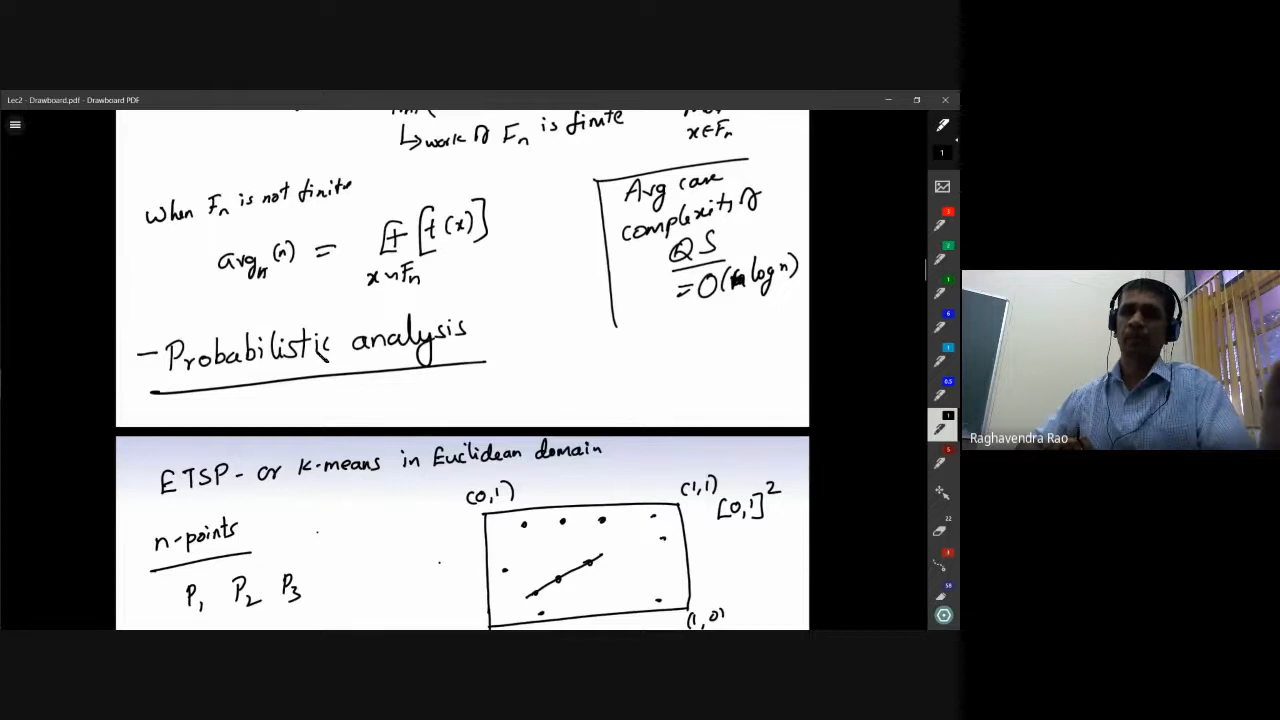 Lec2 - Drawboard.pdf - Drawboard PDF
↳ work if Fn is finite
x∈Fn
When Fn is not finite
avg (n) = E [t(x)]
x~Fn
Avg case
complexity of
QS
= O(n log n)
- Probabilistic analysis
ETSP - or k-means in Euclidean domain
(0,1)
(1,1)
[0,1]²
n-points
P1 P2 P3
(1,0)
Raghavendra Rao